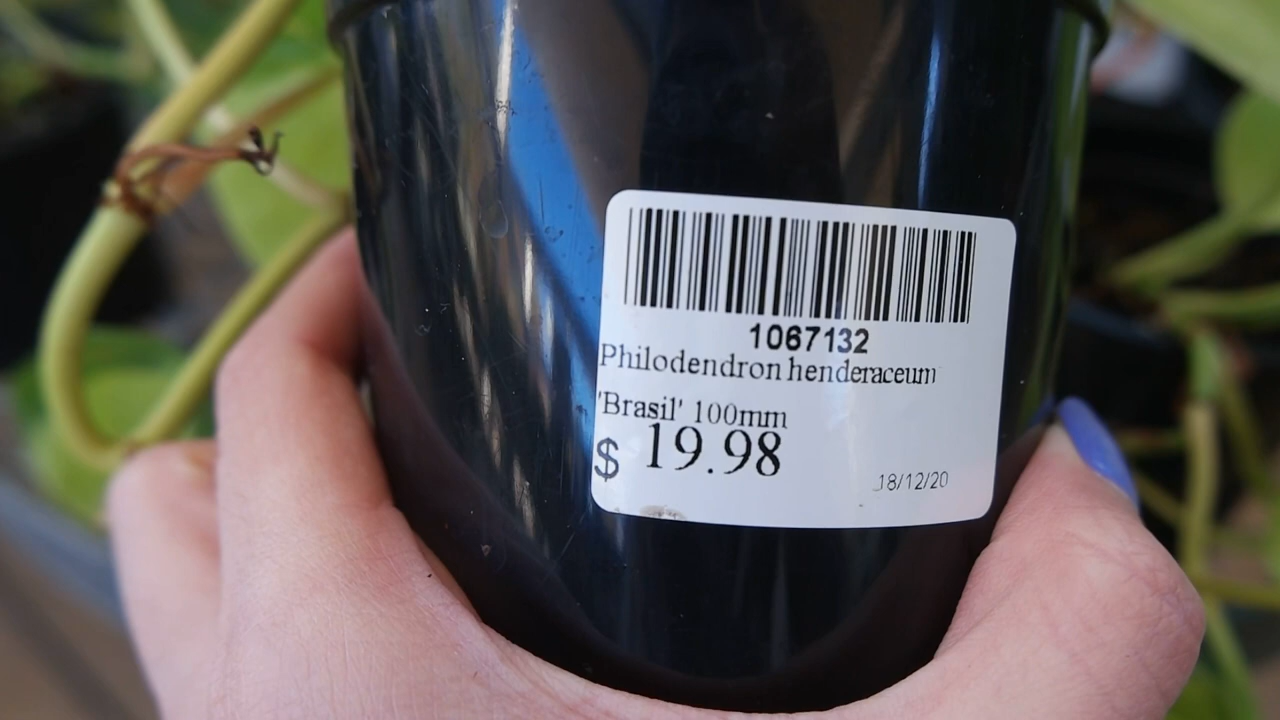 1067132
Philodendron henderaceum
'Brasil' 100mm
$ 19.98
18/12/20